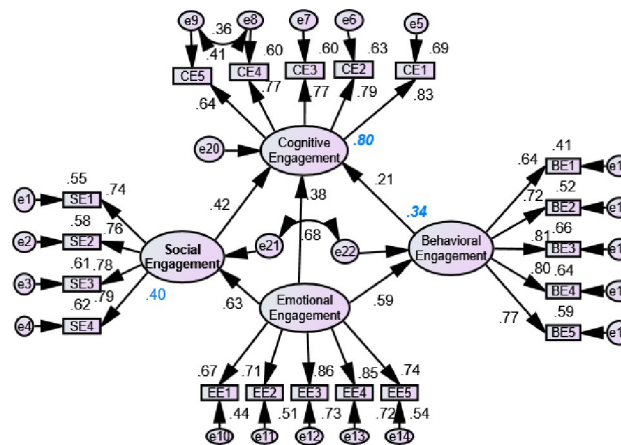 e9 .36 e8 e7 e6 e5
.41 .60 .60 .63 .69
CE5 CE4 CE3 CE2 CE1
.64 .77 .77 .79 .83
e20 Cognitive Engagement .80
.42 .38 .21 .34
.55 .74
e1 SE1
.58 .76
e2 SE2
.61 .78
e3 SE3
.62 .79
e4 SE4
Social Engagement
.40
e21 .68 e22
Behavioral Engagement
.41
.64 BE1
.52
.72 BE2
.66
.81 BE3
.64
.80 BE4
.59
.77 BE5
.63 Emotional Engagement .59
.67 .71 .86 .85 .74
EE1 EE2 EE3 EE4 EE5
.44 .51 .73 .72 .54
e10 e11 e12 e13 e14